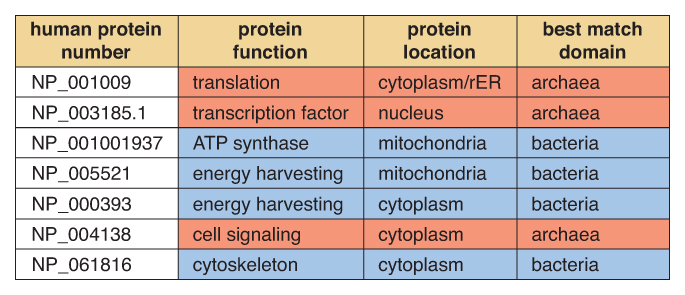 human protein number protein function protein location best match domain
NP_001009 translation cytoplasm/rER archaea
NP_003185.1 transcription factor nucleus archaea
NP_001001937 ATP synthase mitochondria bacteria
NP_005521 energy harvesting mitochondria bacteria
NP_000393 energy harvesting cytoplasm bacteria
NP_004138 cell signaling cytoplasm archaea
NP_061816 cytoskeleton cytoplasm bacteria